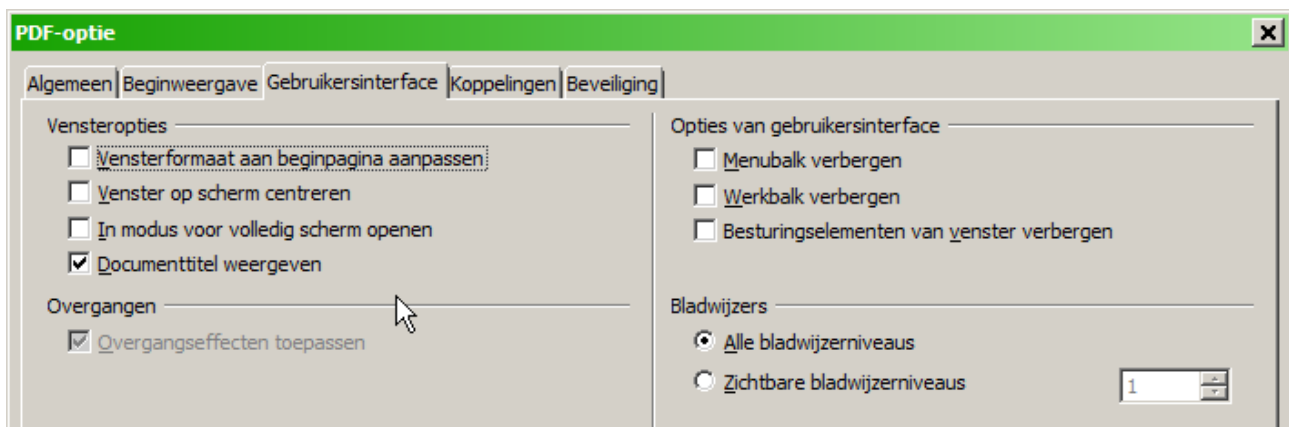 PDF-optie
Algemeen Beginweergave Gebruikersinterface Koppelingen Beveiliging
Vensteropties
Vensterformaat aan beginpagina aanpassen
Venster op scherm centreren
In modus voor volledig scherm openen
Documenttitel weergeven
Overgangen
Overgangseffecten toepassen
Opties van gebruikersinterface
Menubalk verbergen
Werkbalk verbergen
Besturingselementen van venster verbergen
Bladwijzers
Alle bladwijzerniveaus
Zichtbare bladwijzerniveaus 1